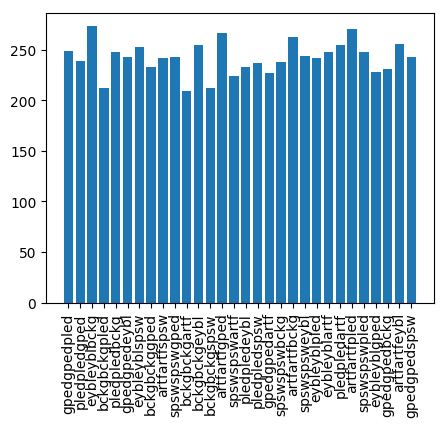 250
200
150
100
50
0
gpedgpedpled
pledpledgped
eybleyblbckg
bckgbckgpled
pledpledbckg
gpedgpedeybl
eybleyblspsw
bckgbckggped
artfartfspsw
spswspswgped
bckgbckgartf
bckgbckgeybl
bckgbckgspsw
artfartfgped
spswspswartf
pledpledeybl
pledpledspsw
gpedgpedartf
spswspswbckg
artfartfbckg
spswspsweybl
eybleyblpled
eybleyblartf
pledpledartf
artfartfpled
spswspswpled
eybleyblgped
gpedgpedbckg
artfartfeybl
gpedgpedspsw